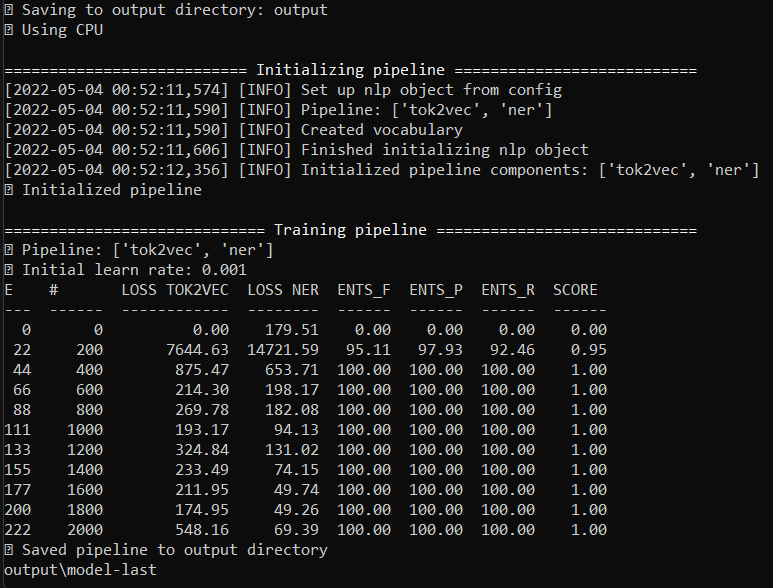 ⍰ Saving to output directory: output
⍰ Using CPU
=========================== Initializing pipeline ===========================
[2022-05-04 00:52:11,574] [INFO] Set up nlp object from config
[2022-05-04 00:52:11,590] [INFO] Pipeline: ['tok2vec', 'ner']
[2022-05-04 00:52:11,590] [INFO] Created vocabulary
[2022-05-04 00:52:11,606] [INFO] Finished initializing nlp object
[2022-05-04 00:52:12,356] [INFO] Initialized pipeline components: ['tok2vec', 'ner']
⍰ Initialized pipeline
============================= Training pipeline =============================
⍰ Pipeline: ['tok2vec', 'ner']
⍰ Initial learn rate: 0.001
E    #       LOSS TOK2VEC  LOSS NER  ENTS_F  ENTS_P  ENTS_R  SCORE
---  ------  ------------  --------  ------  ------  ------  ------
  0       0          0.00    179.51    0.00    0.00    0.00    0.00
 22     200       7644.63  14721.59   95.11   97.93   92.46    0.95
 44     400        875.47    653.71  100.00  100.00  100.00    1.00
 66     600        214.30    198.17  100.00  100.00  100.00    1.00
 88     800        269.78    182.08  100.00  100.00  100.00    1.00
111    1000        193.17     94.13  100.00  100.00  100.00    1.00
133    1200        324.84    131.02  100.00  100.00  100.00    1.00
155    1400        233.49     74.15  100.00  100.00  100.00    1.00
177    1600        211.95     49.74  100.00  100.00  100.00    1.00
200    1800        174.95     49.26  100.00  100.00  100.00    1.00
222    2000        548.16     69.39  100.00  100.00  100.00    1.00
⍰ Saved pipeline to output directory
output\model-last